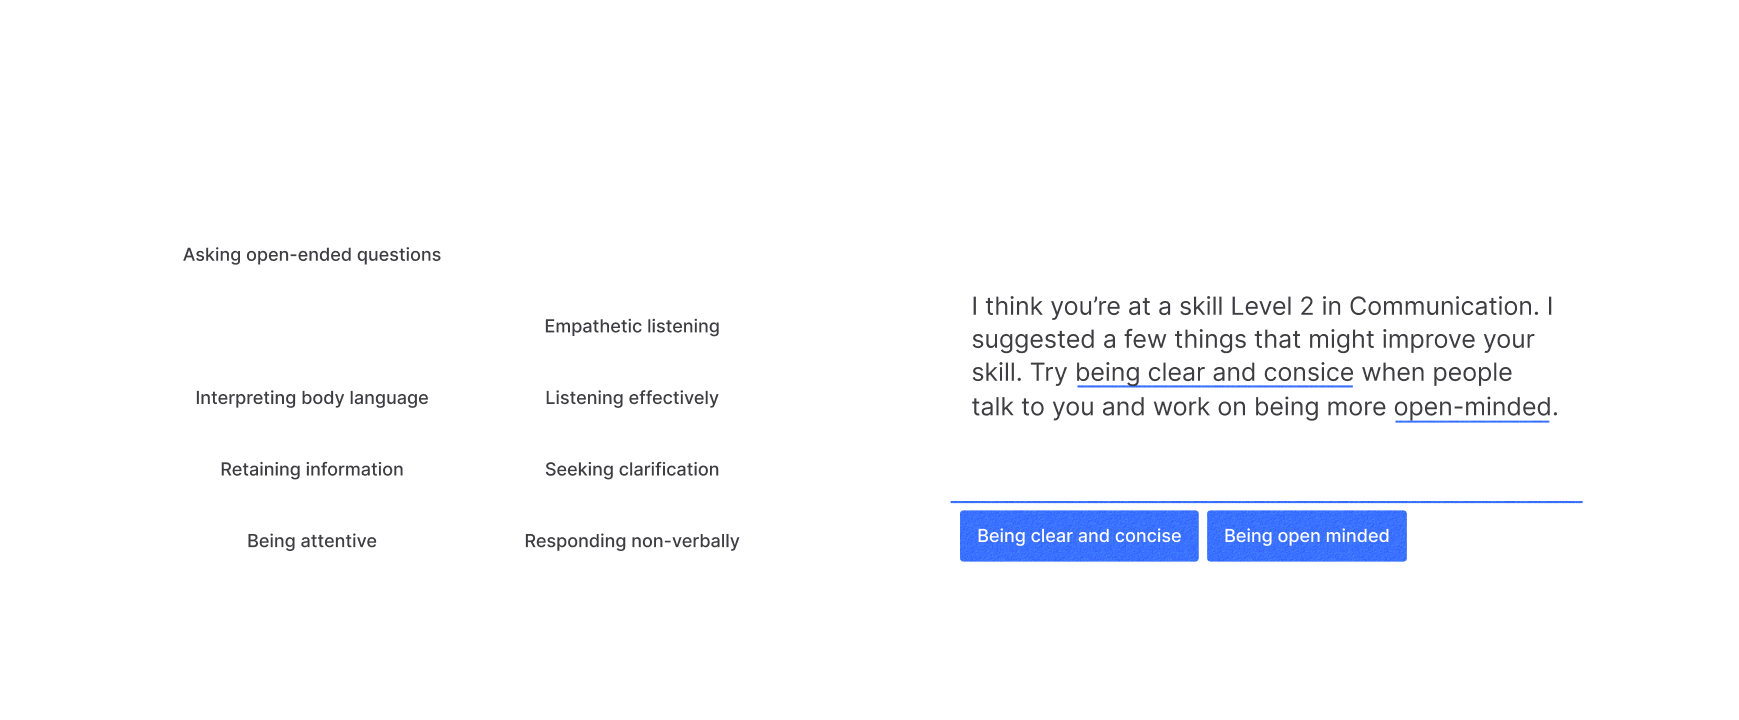 Asking open-ended questions
Empathetic listening
Interpreting body language
Listening effectively
Retaining information
Seeking clarification
Being attentive
Responding non-verbally
I think you’re at a skill Level 2 in Communication. I
suggested a few things that might improve your
skill. Try being clear and consice when people
talk to you and work on being more open-minded.
Being clear and concise
Being open minded